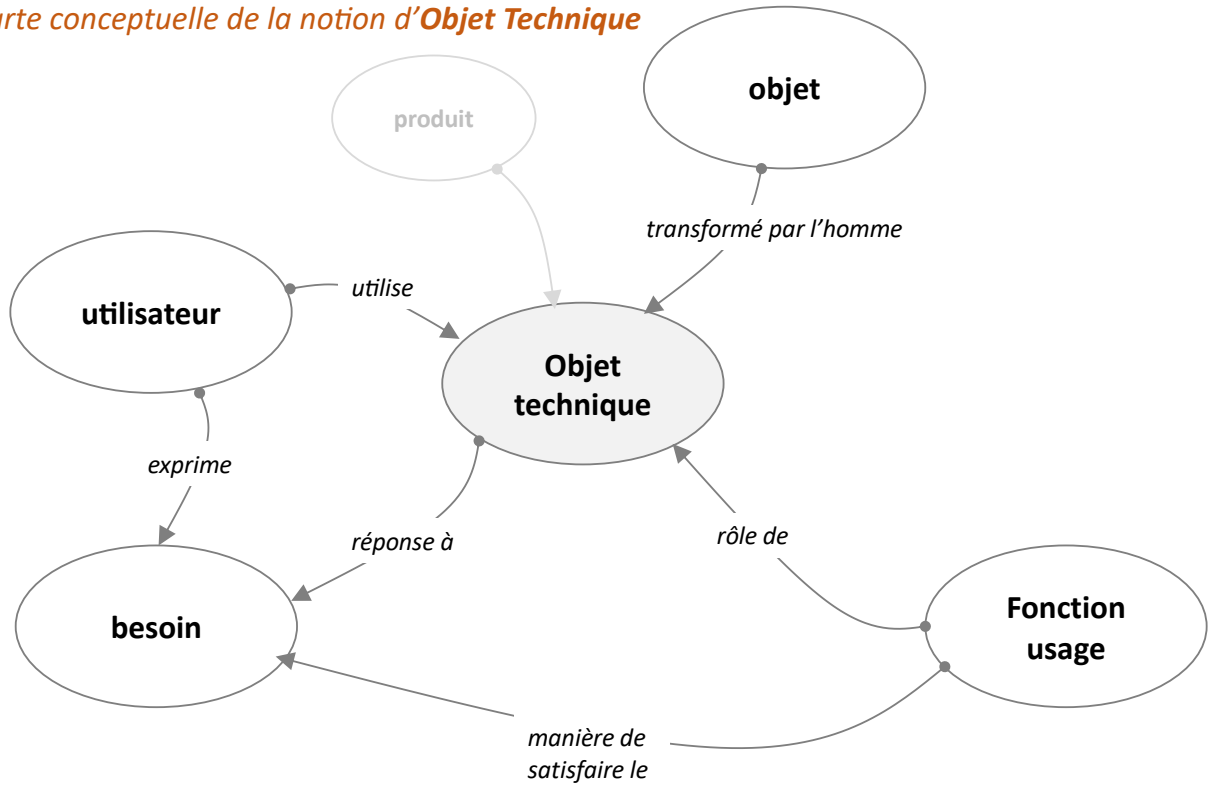 arte conceptuelle de la notion d’Objet Technique
objet
produit
transformé par l’homme
utilise
utilisateur
Objet
technique
exprime
rôle de
réponse à
Fonction
usage
besoin
manière de
satisfaire le